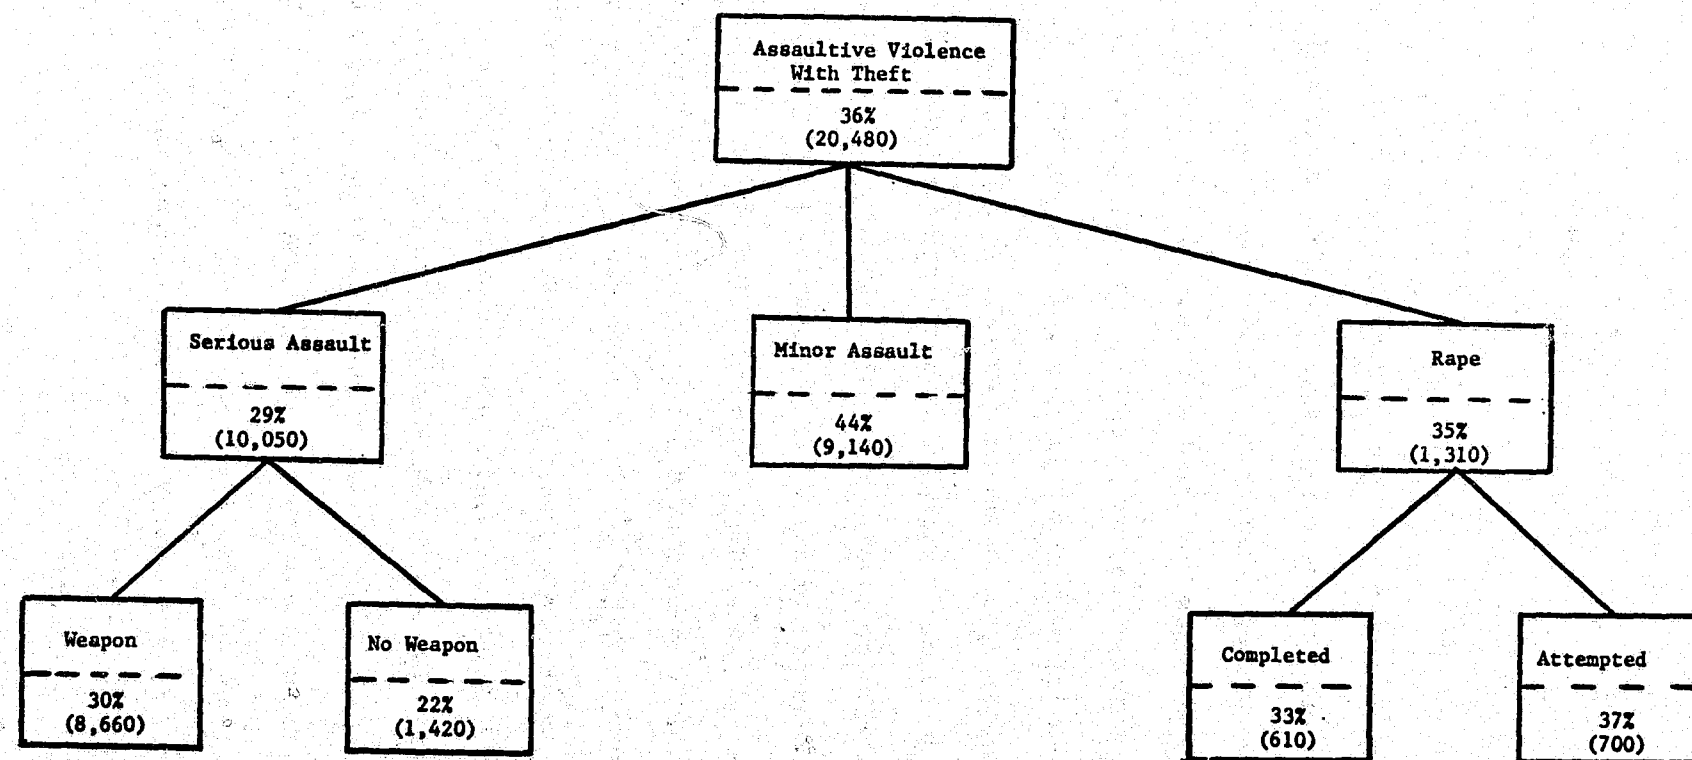 Assaultive Violence
With Theft
36%
(20,480)
Serious Assault
29%
(10,050)
Minor Assault
44%
(9,140)
Rape
35%
(1,310)
Weapon
30%
(8,660)
No Weapon
22%
(1,420)
Completed
33%
(610)
Attempted
37%
(700)